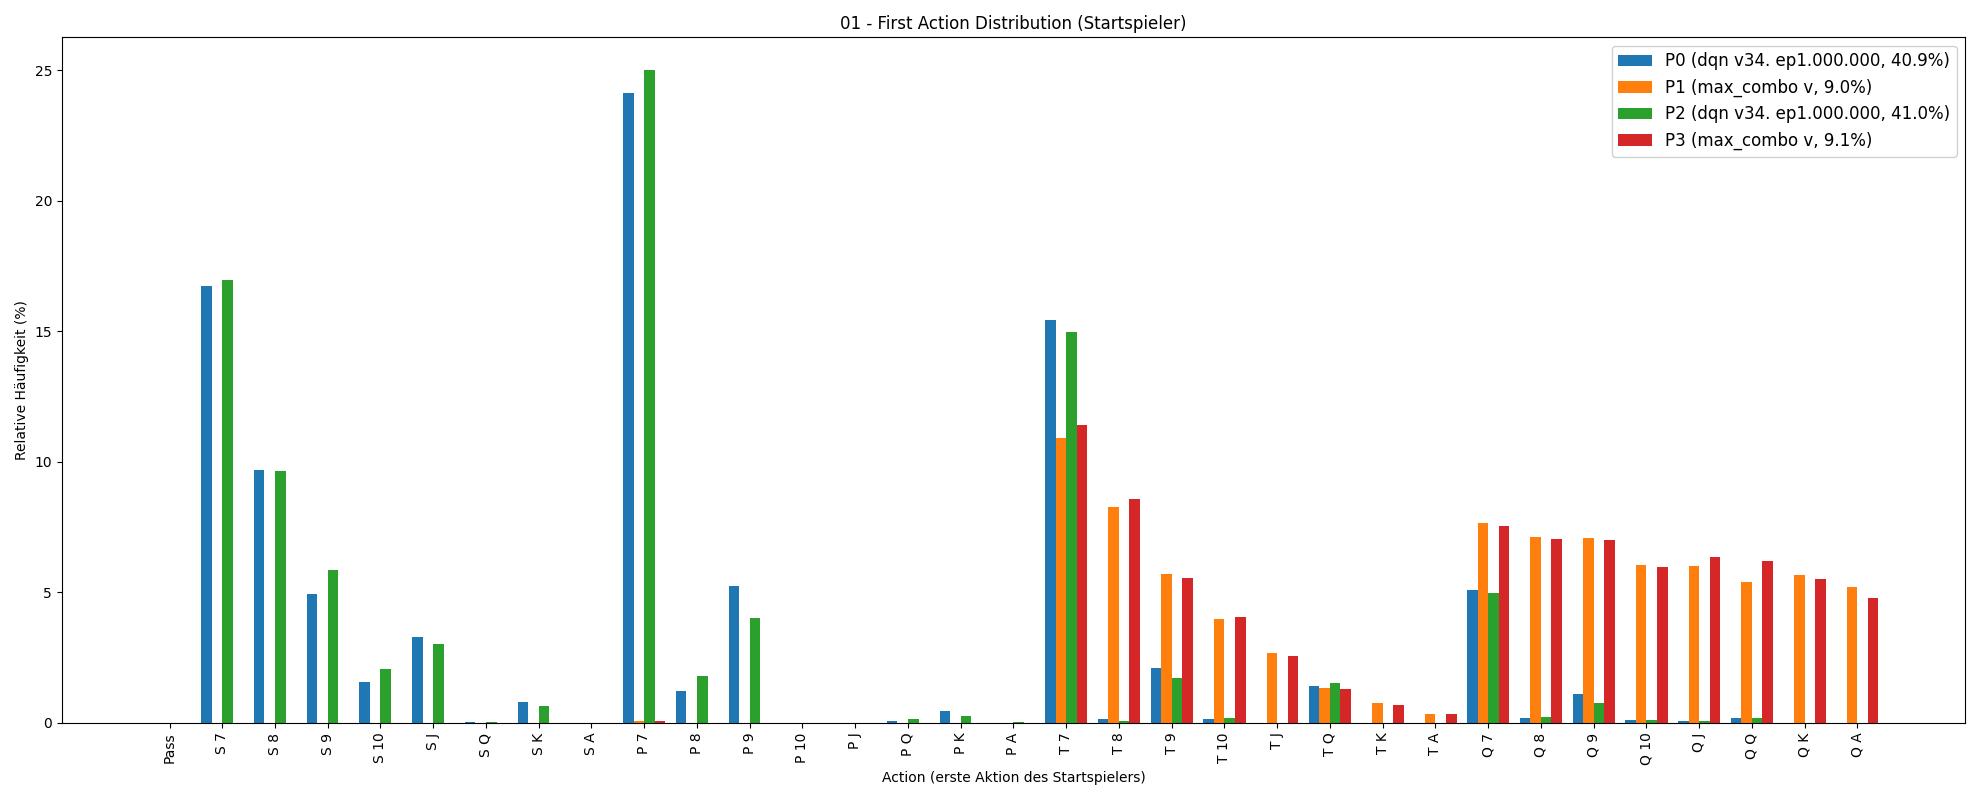 01 - First Action Distribution (Startspieler)
P0 (dqn v34. ep1.000.000, 40.9%)
P1 (max_combo v, 9.0%)
P2 (dqn v34. ep1.000.000, 41.0%)
P3 (max_combo v, 9.1%)
Relative Häufigkeit (%)
25
20
15
10
5
0
Pass
S 7
S 8
S 9
S 10
S J
S Q
S K
S A
P 7
P 8
P 9
P 10
P J
P Q
P K
P A
T 7
T 8
T 9
T 10
T J
T Q
T K
T A
Q 7
Q 8
Q 9
Q 10
Q J
Q Q
Q K
Q A
Action (erste Aktion des Startspielers)